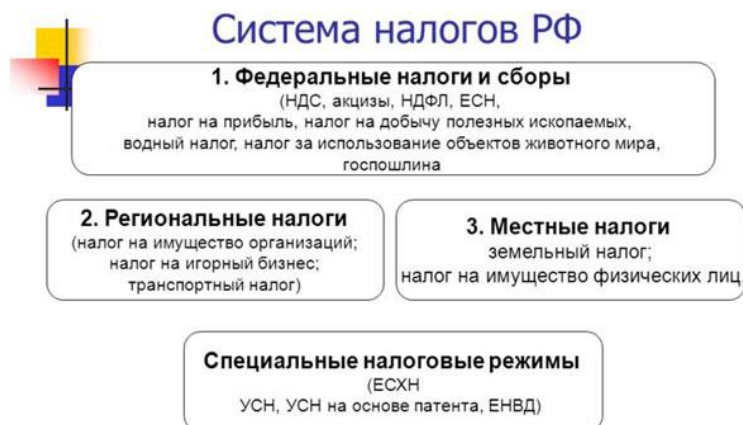 Система налогов РФ
1. Федеральные налоги и сборы
(НДС, акцизы, НДФЛ, ЕСН,
налог на прибыль, налог на добычу полезных ископаемых,
водный налог, налог за использование объектов животного мира,
госпошлина
2. Региональные налоги
(налог на имущество организаций;
налог на игорный бизнес;
транспортный налог)
3. Местные налоги
земельный налог;
налог на имущество физических лиц.
Специальные налоговые режимы
(ЕСХН
УСН, УСН на основе патента, ЕНВД)